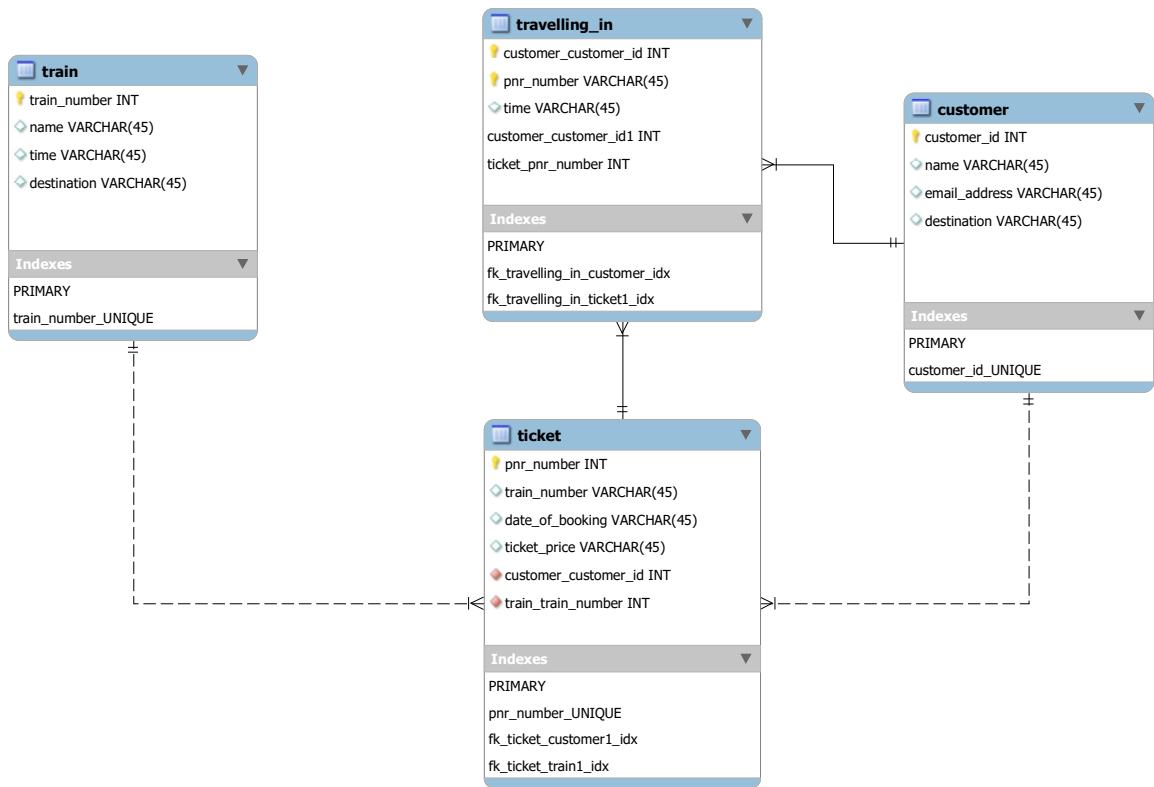 train
train_number INT
name VARCHAR(45)
time VARCHAR(45)
destination VARCHAR(45)
Indexes
PRIMARY
train_number_UNIQUE
travelling_in
customer_customer_id INT
pnr_number VARCHAR(45)
time VARCHAR(45)
customer_customer_id1 INT
ticket_pnr_number INT
Indexes
PRIMARY
fk_travelling_in_customer_idx
fk_travelling_in_ticket1_idx
customer
customer_id INT
name VARCHAR(45)
email_address VARCHAR(45)
destination VARCHAR(45)
Indexes
PRIMARY
customer_id_UNIQUE
ticket
pnr_number INT
train_number VARCHAR(45)
date_of_booking VARCHAR(45)
ticket_price VARCHAR(45)
customer_customer_id INT
train_train_number INT
Indexes
PRIMARY
pnr_number_UNIQUE
fk_ticket_customer1_idx
fk_ticket_train1_idx